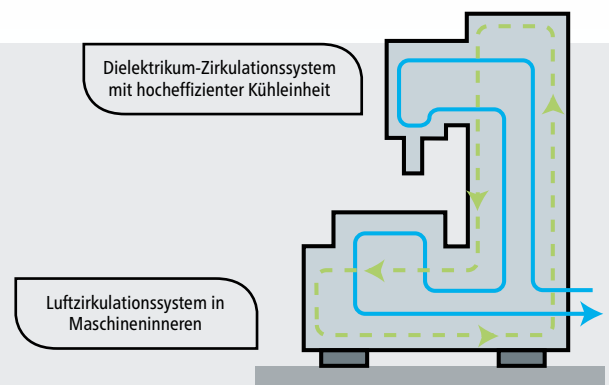 Dielektrikum-Zirkulationssystem
mit hocheffizienter Kühleinheit
Luftzirkulationssystem in
Maschineninneren